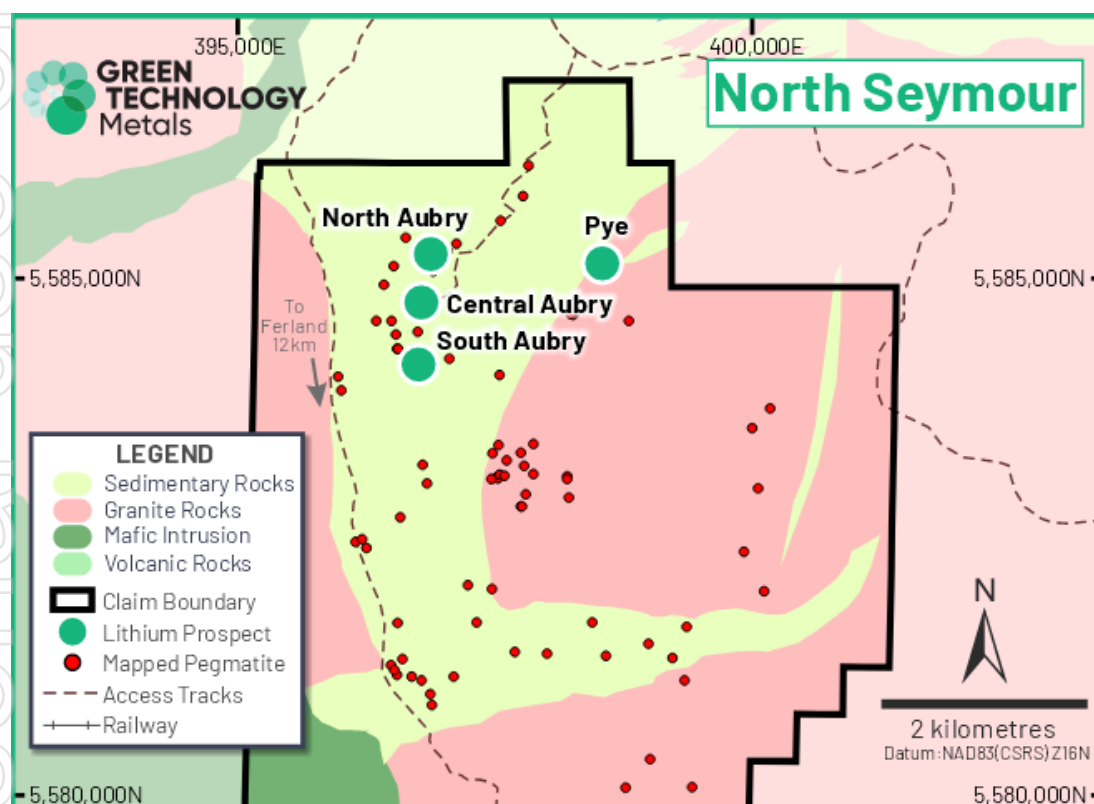 395,000E
400,000E
GREEN
TECHNOLOGY
Metals
North Seymour
North Aubry
Pye
5,585,000N
5,585,000N
Central Aubry
To
Ferland
12km
South Aubry
LEGEND
Sedimentary Rocks
Granite Rocks
Mafic Intrusion
Volcanic Rocks
Claim Boundary
Lithium Prospect
Mapped Pegmatite
Access Tracks
Railway
N
2 kilometres
Datum:NAD83(CSRS)Z16N
5,580,000N
5,580,000N